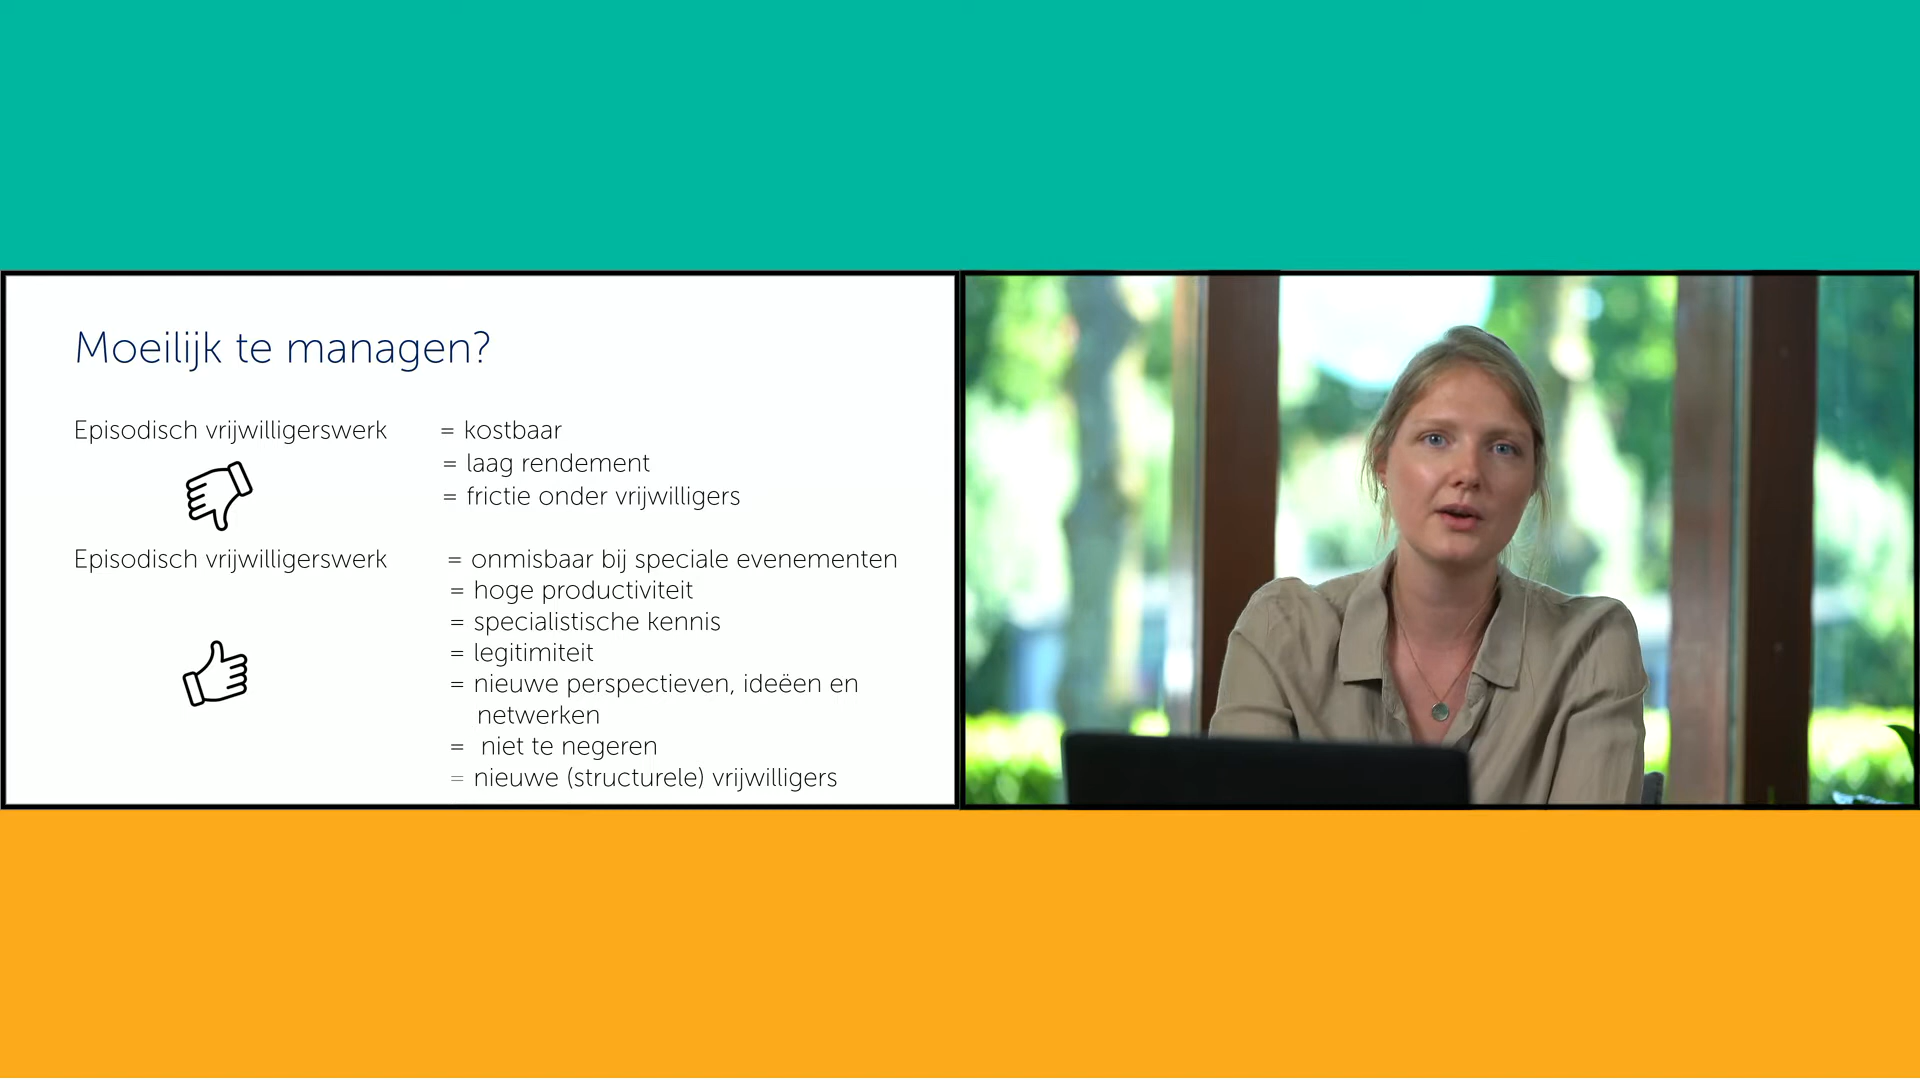 Moeilijk te managen?
Episodisch vrijwilligerswerk = kostbaar
= laag rendement
= frictie onder vrijwilligers
Episodisch vrijwilligerswerk = onmisbaar bij speciale evenementen
= hoge productiviteit
= specialistische kennis
= legitimiteit
= nieuwe perspectieven, ideeën en
netwerken
= niet te negeren
= nieuwe (structurele) vrijwilligers